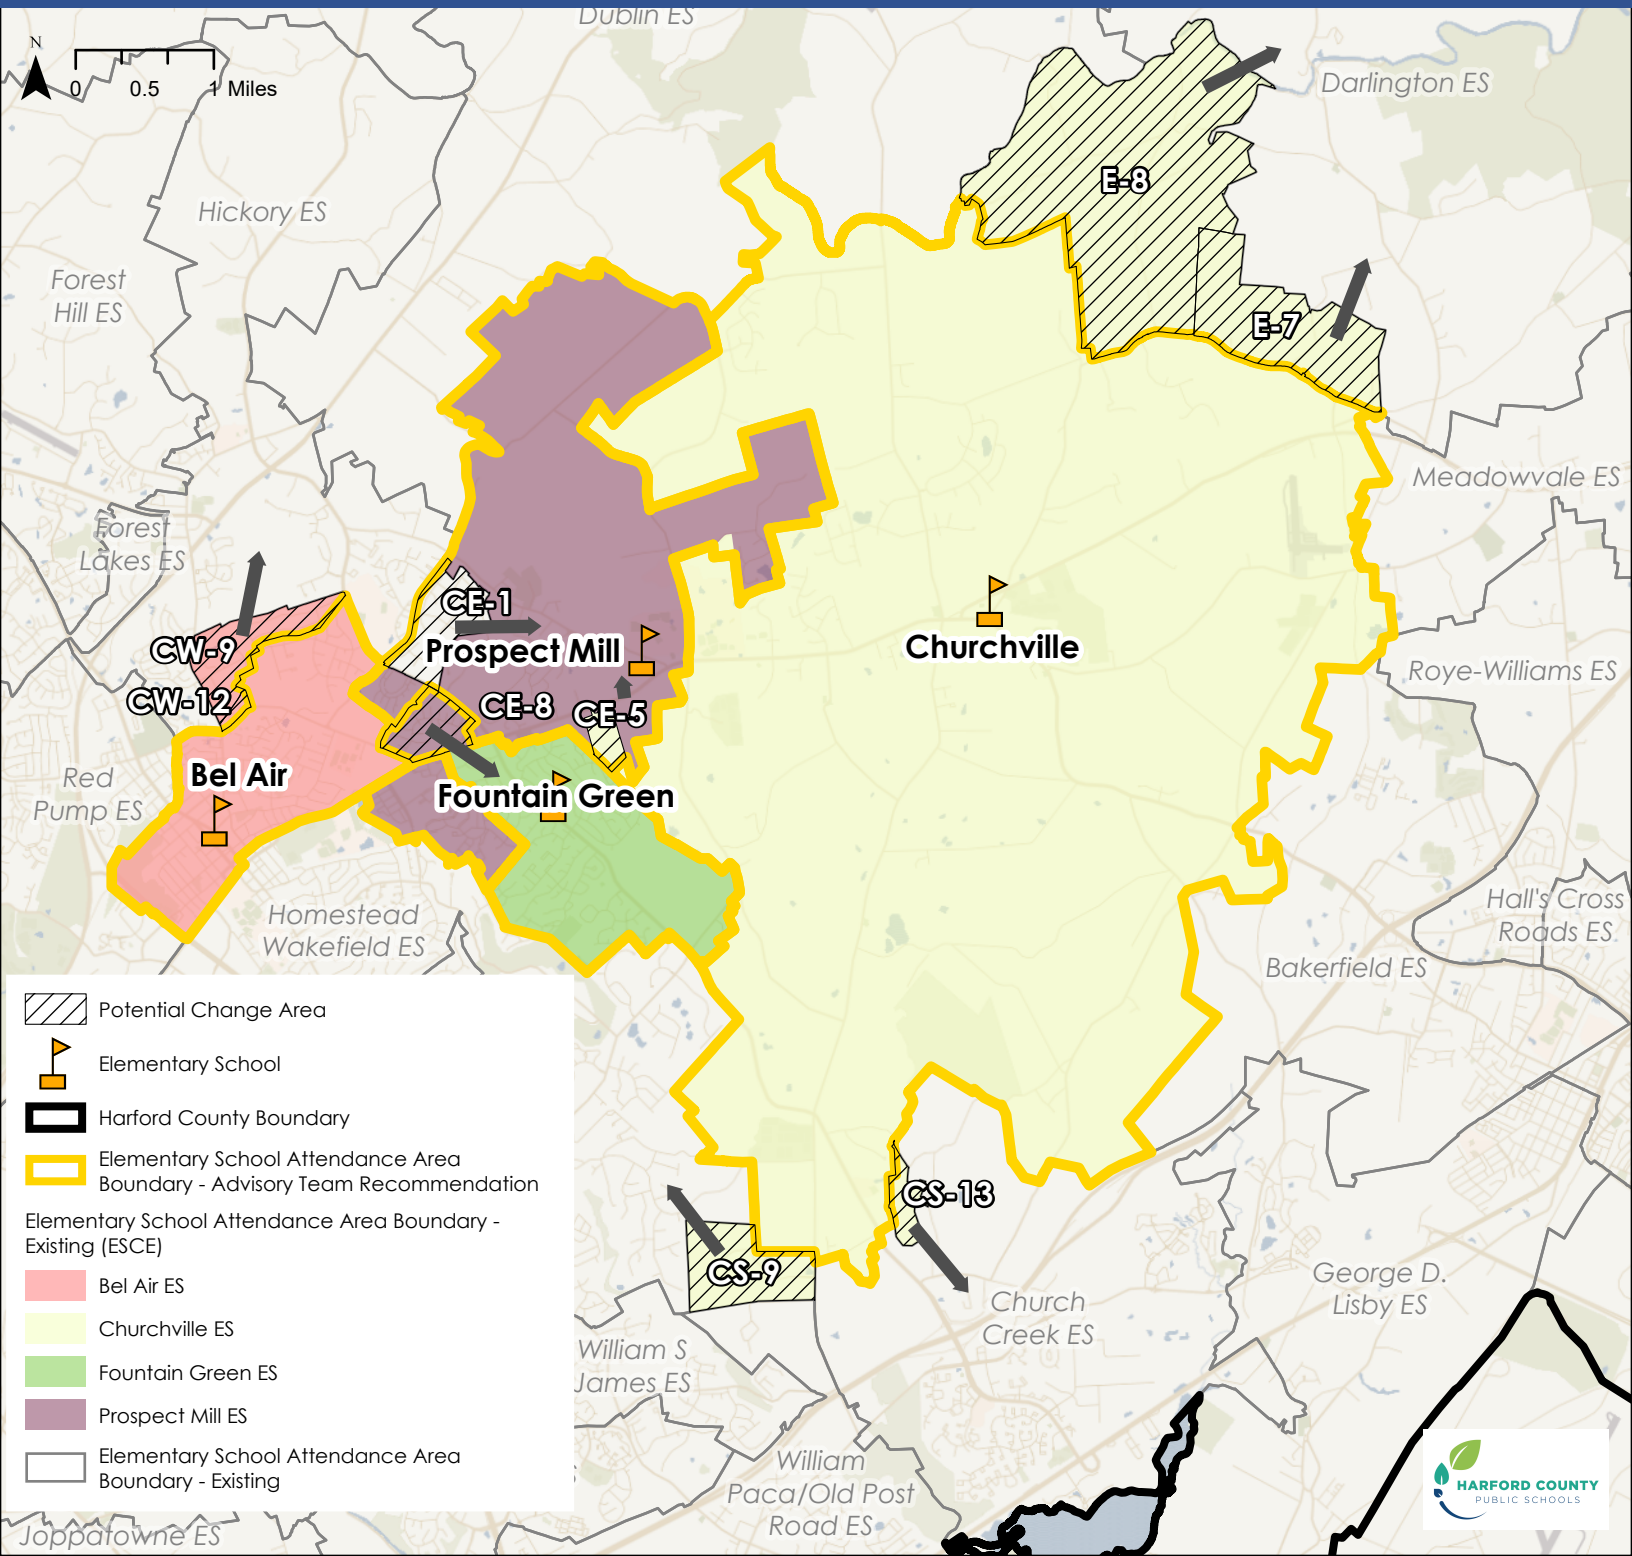 Dublin ES
N
0 0.5 1 Miles
Darlington ES
E-8
Hickory ES
Forest
Hill ES
E-7
Meadowvale ES
Forest
Lakes ES
CE-1
CW-9
Prospect Mill
Churchville
Roye-Williams ES
CW-12
CE-8
CE-5
Red
Pump ES
Bel Air
Fountain Green
Homestead
Wakefield ES
Hall's Cross
Roads ES
Bakerfield ES
CS-13
CS-9
Church
Creek ES
George D.
Lisby ES
William S
James ES
William
Paca/Old Post
Road ES
Joppatowne ES
Potential Change Area
Elementary School
Harford County Boundary
Elementary School Attendance Area
Boundary - Advisory Team Recommendation
Elementary School Attendance Area Boundary -
Existing (ESCE)
Bel Air ES
Churchville ES
Fountain Green ES
Prospect Mill ES
Elementary School Attendance Area
Boundary - Existing
HARFORD COUNTY
PUBLIC SCHOOLS